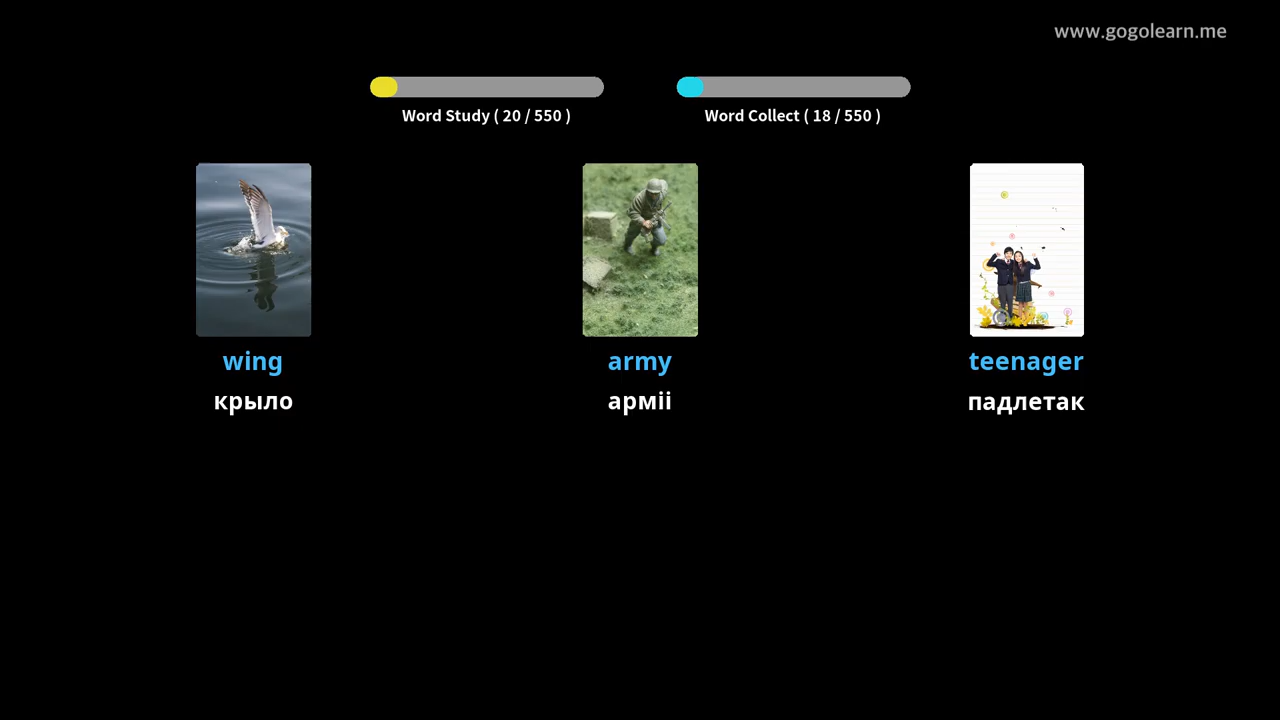 www.gogolearn.me
Word Study ( 20 / 550 )
Word Collect ( 18 / 550 )
wing
army
teenager
крыло
арміі
падлетак